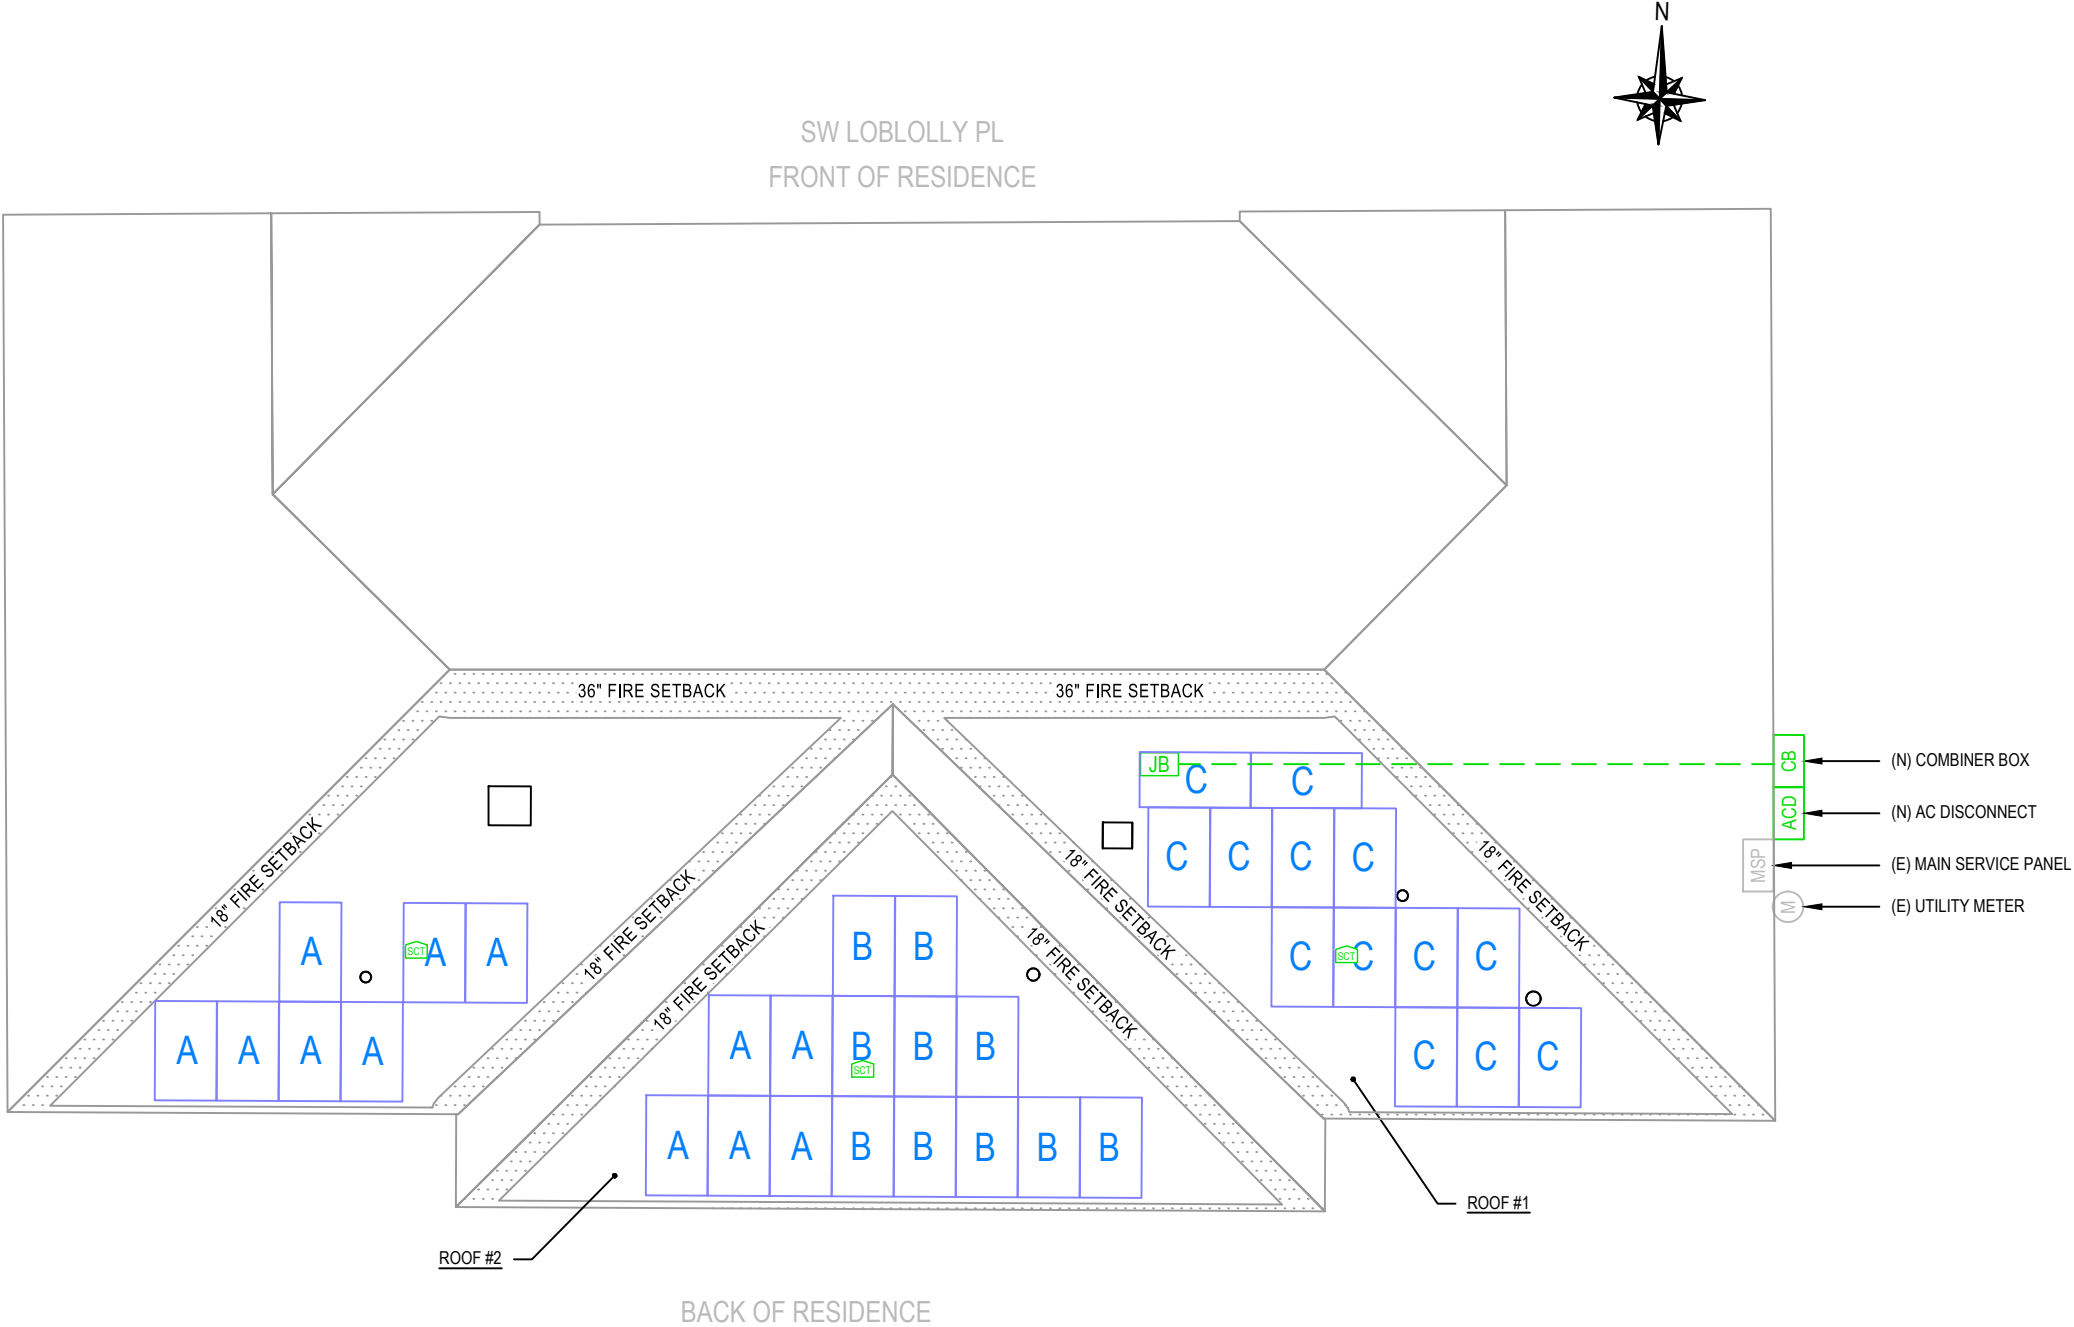 N
SW LOBLOLLY PL
FRONT OF RESIDENCE
36" FIRE SETBACK
36" FIRE SETBACK
JB
C C
CB
(N) COMBINER BOX
ACD
(N) AC DISCONNECT
MSP
(E) MAIN SERVICE PANEL
M
(E) UTILITY METER
18" FIRE SETBACK
18" FIRE SETBACK
18" FIRE SETBACK
18" FIRE SETBACK
18" FIRE SETBACK
18" FIRE SETBACK
C C C C
A SCT A A
B B
C C SCT C C
A A A A
A A B B B
SCT
C C C
A A A B B B B B
ROOF #1
ROOF #2
BACK OF RESIDENCE